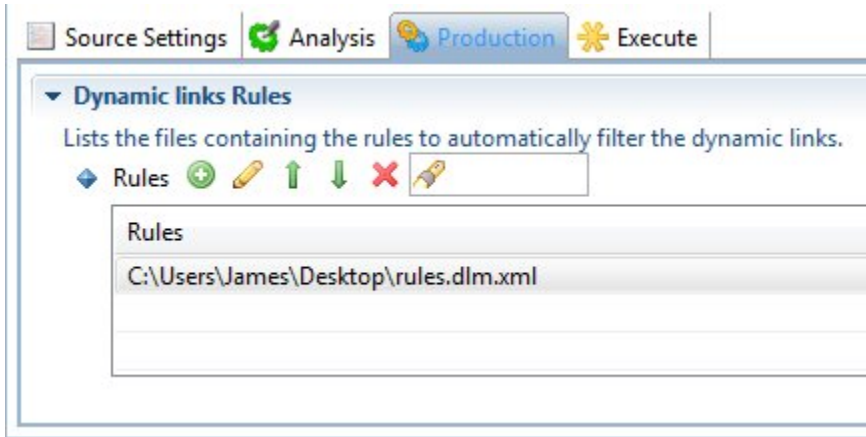 Source Settings Analysis Production Execute
Dynamic links Rules
Lists the files containing the rules to automatically filter the dynamic links.
Rules
Rules
C:\Users\James\Desktop\rules.dlm.xml